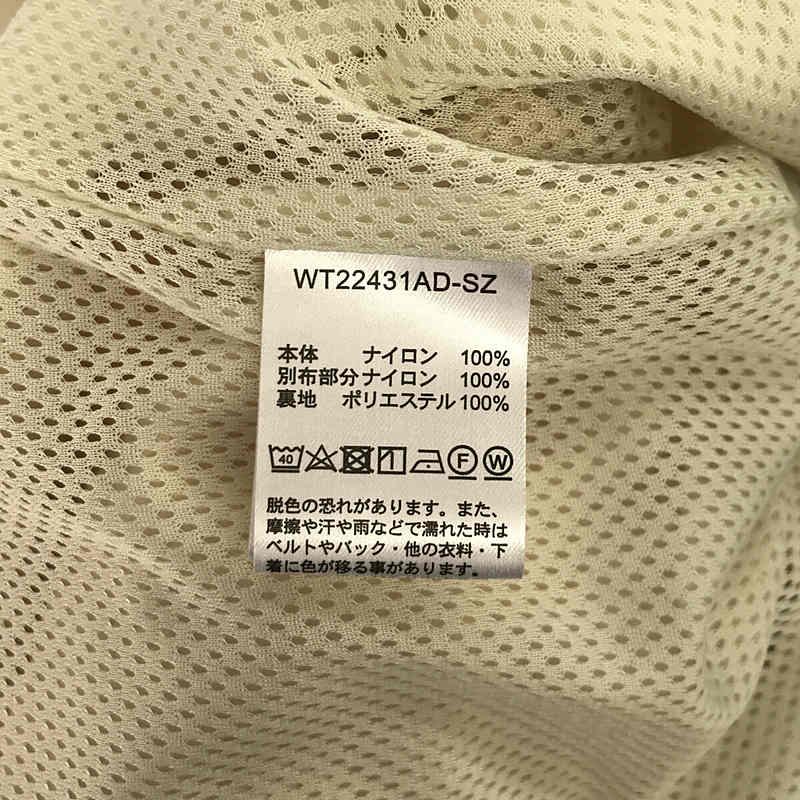 WT22431AD-SZ
本体 ナイロン 100%
別布部分 ナイロン 100%
裏地 ポリエステル 100%
40 F W
脱色の恐れがあります。また、
摩擦や汗や雨などで濡れた時は
ベルトやバック・他の衣料・下
着に色が移る事があります。